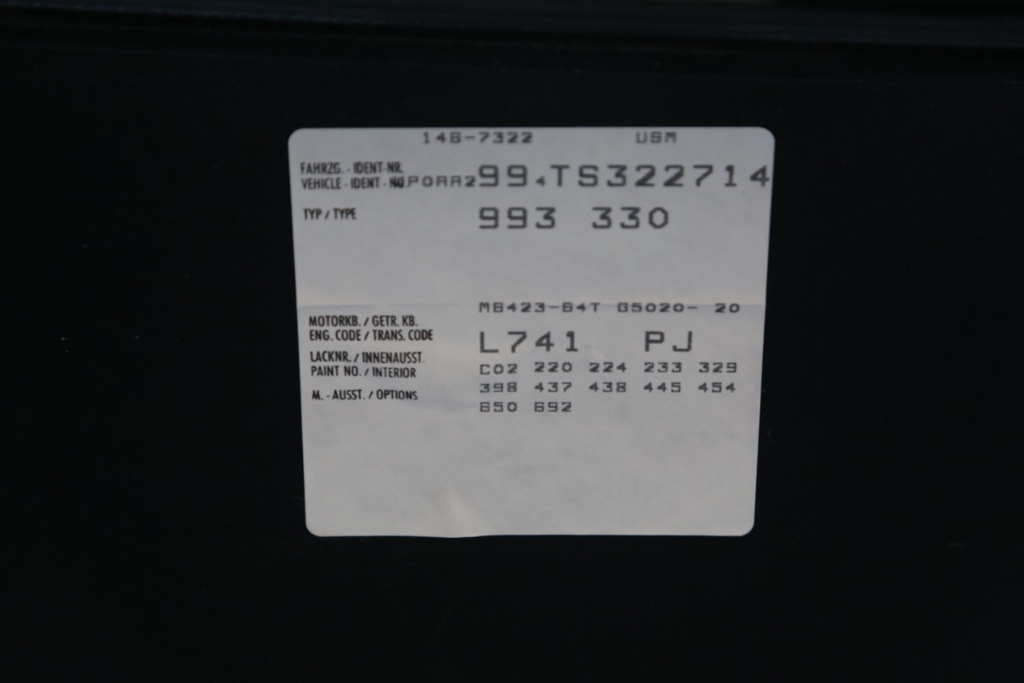 146-7322 USM
FAHRZG. - IDENT-NR.
VEHICLE - IDENT - NO. PORR299.TS322714
TYP / TYPE 993 330
M6423-64T G5020- 20
MOTORKB. / GETR. KB.
ENG. CODE / TRANS. CODE L741 PJ
LACKNR. / INNENAUSST.
PAINT NO. / INTERIOR C02 220 224 233 329
M. - AUSST. / OPTIONS 398 437 438 445 454
650 692